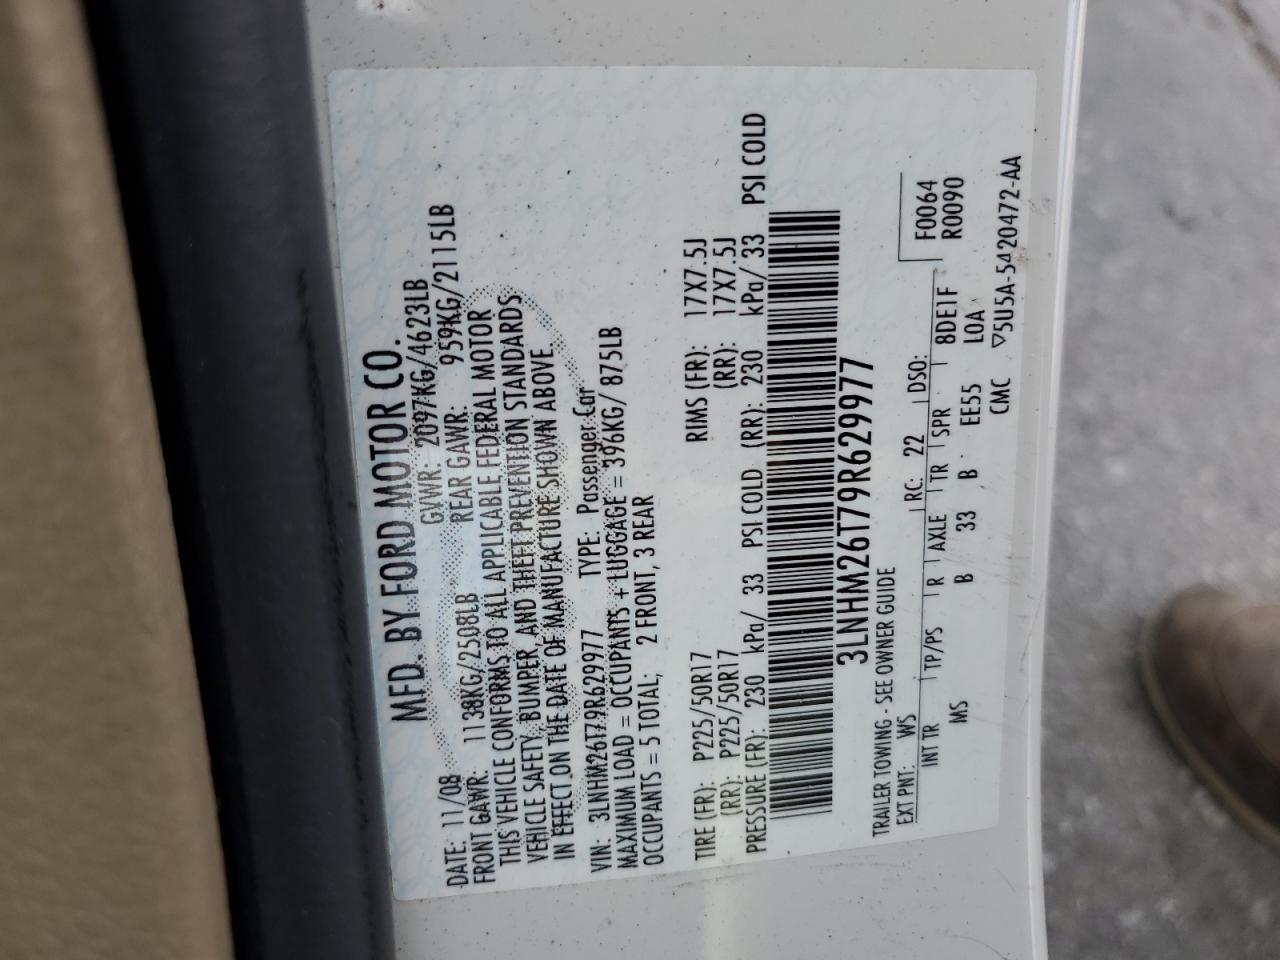 MFD. BY FORD MOTOR CO.
DATE: 11/08 GVWR: 2097KG/4623LB
FRONT GAWR: 1138KG/2508LB REAR GAWR: 959KG/2115LB
THIS VEHICLE CONFORMS TO ALL APPLICABLE FEDERAL MOTOR
VEHICLE SAFETY, BUMPER, AND THEFT PREVENTION STANDARDS
IN EFFECT ON THE DATE OF MANUFACTURE SHOWN ABOVE.
VIN: 3LNHM26T79R629977 TYPE: Passenger Car
MAXIMUM LOAD = OCCUPANTS + LUGGAGE = 396KG/ 875LB
OCCUPANTS = 5 TOTAL; 2 FRONT, 3 REAR
TIRE (FR): P225/50R17 RIMS (FR): 17X7.5J
(RR): P225/50R17 (RR): 17X7.5J
PRESSURE (FR): 230 kPa/ 33 PSI COLD (RR): 230 kPa/ 33 PSI COLD
3LNHM26T79R629977
TRAILER TOWING - SEE OWNER GUIDE
EXT PNT: WS RC: 22 DSO: F0064
R0090
INT TR TP/PS R AXLE TR SPR 8DE1F
MS B 33 B EE55 LOA
CMC ▽5U5A-5420472-AA